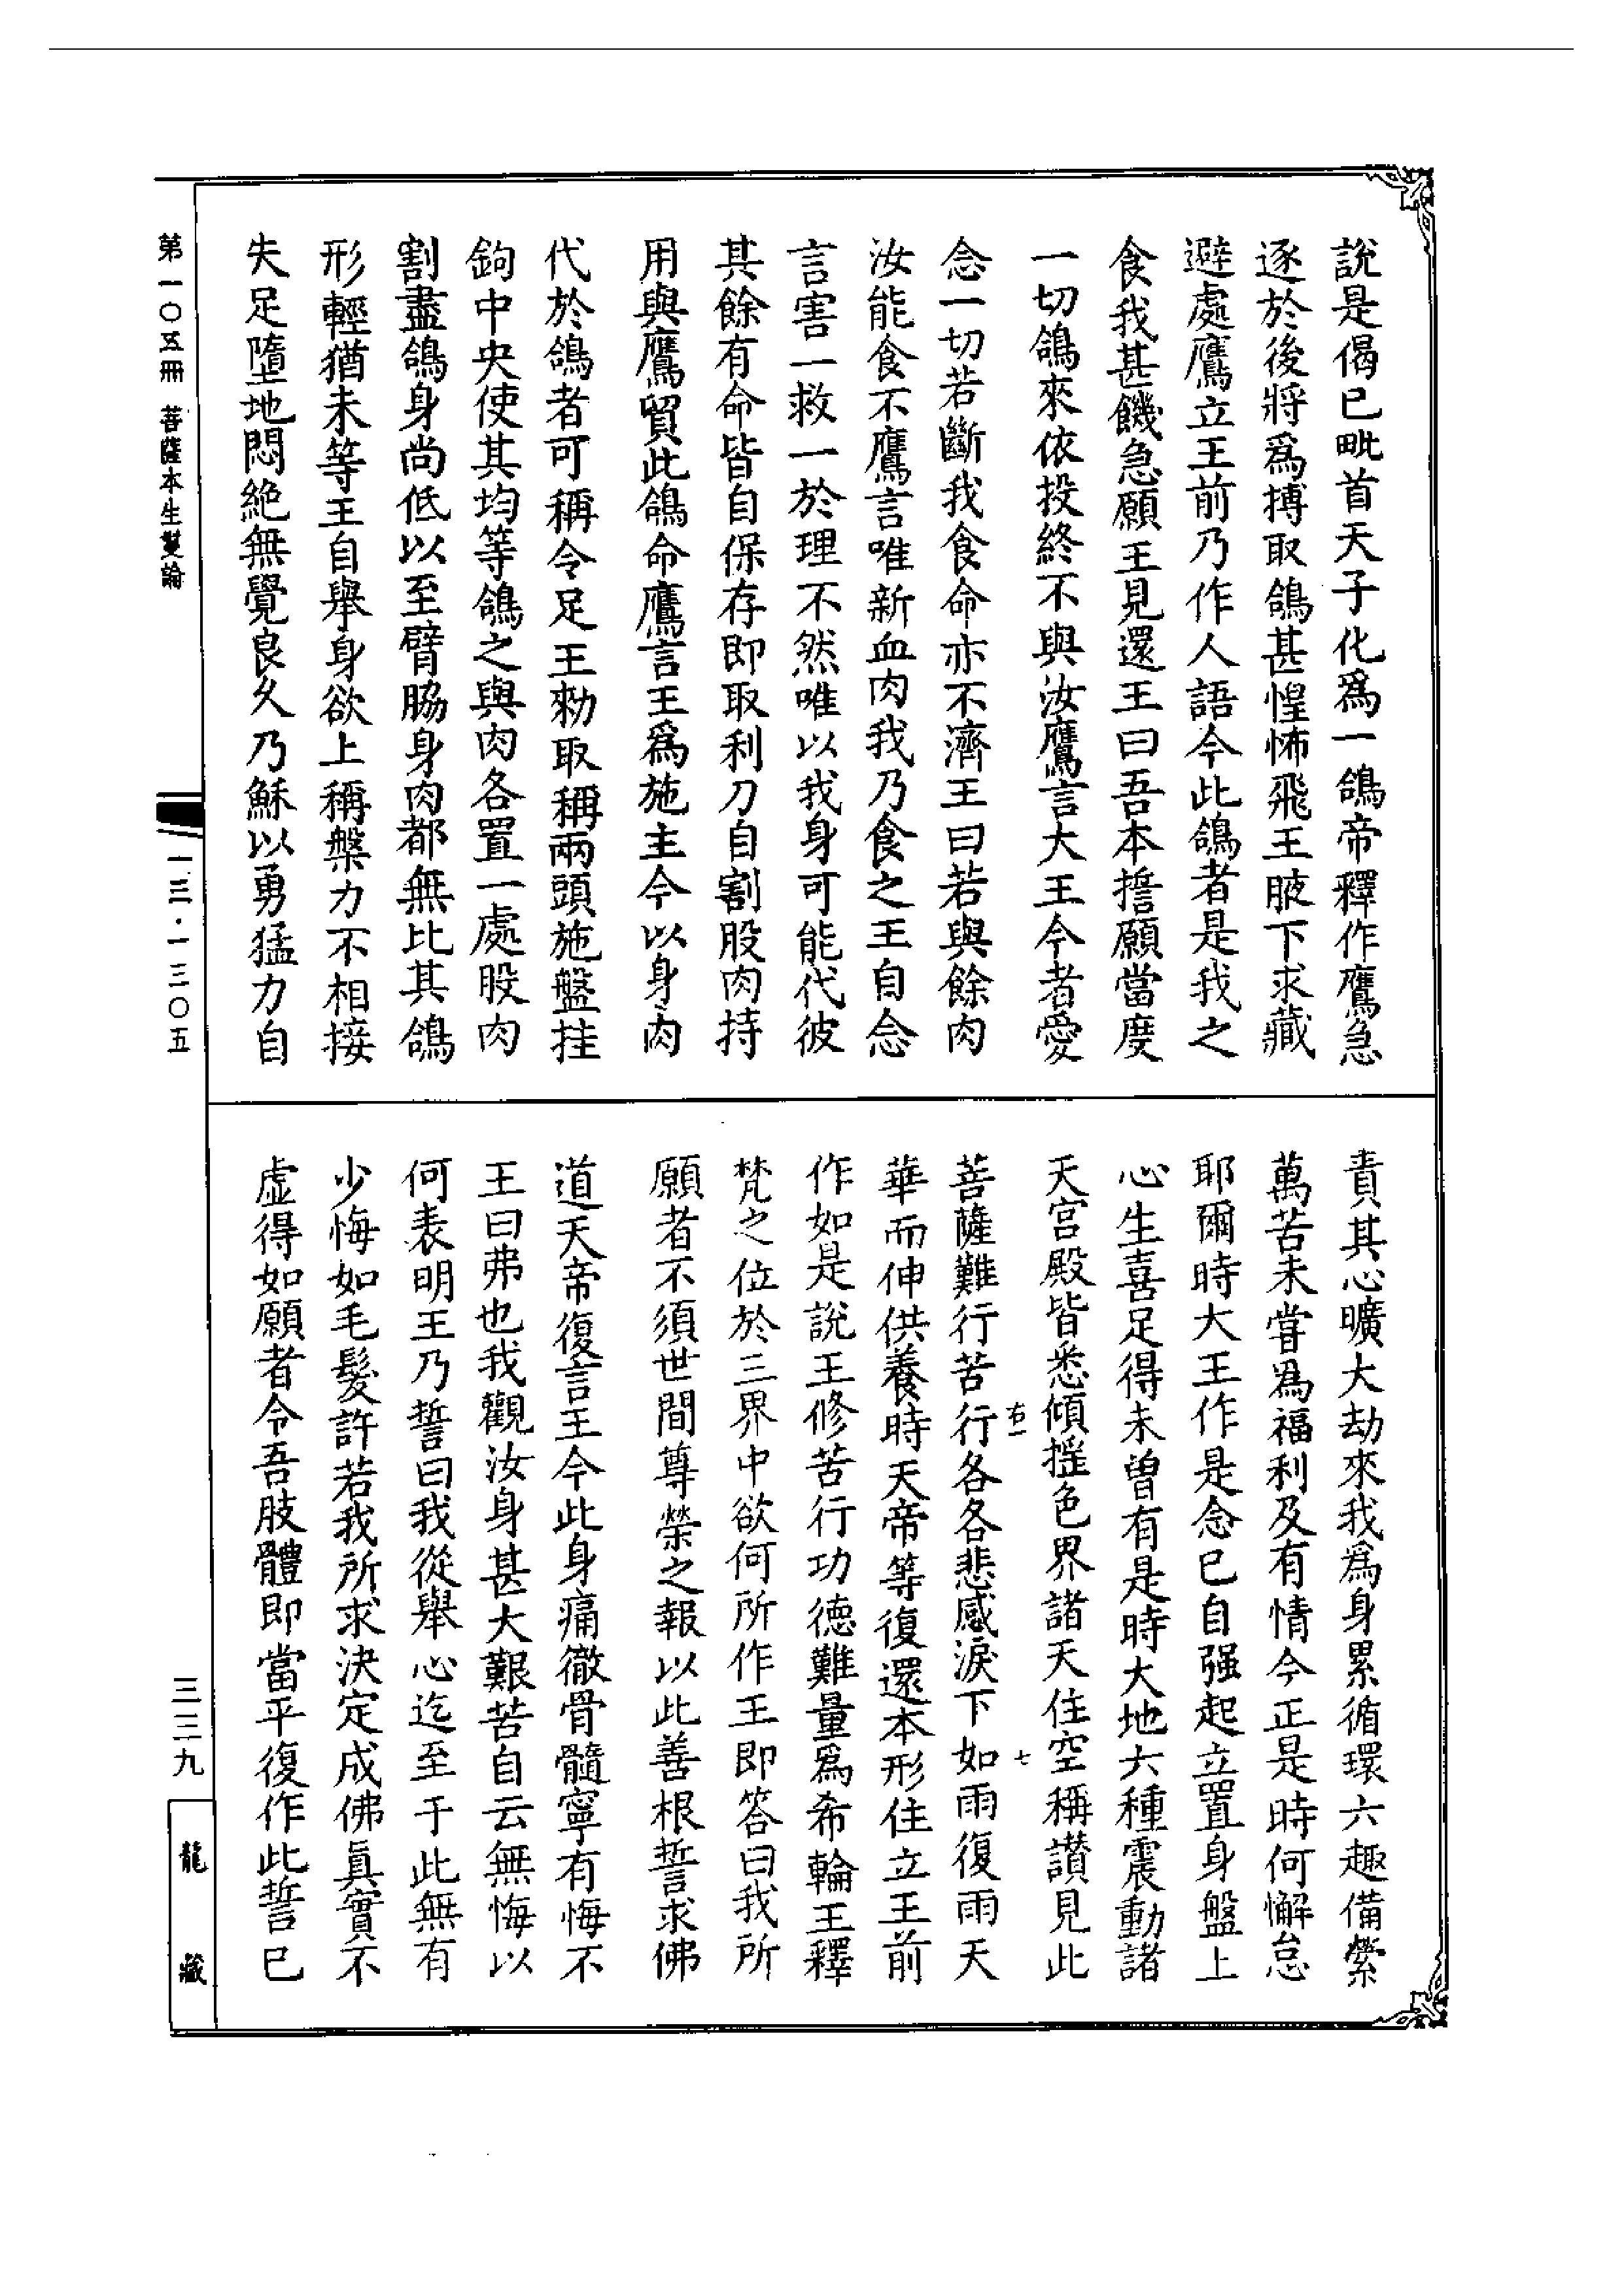 說是偈已毗首天子化爲一鴿帝釋作鷹急
逐於後將爲搏取鴿甚惶怖飛王腋下求藏
避處鷹立王前乃作人語今此鴿者是我之
食我甚饑急願王見還王曰吾本誓願當度
一切鴿來依投終不與汝鷹言大王今者愛
念一切若斷我食命亦不濟王曰若與餘肉
汝能食不鷹言唯新血肉我乃食之王自念
言害一救一於理不然唯以我身可能代彼
其餘有命皆自保存即取利刀自割股肉持
用與鷹貿此鴿命鷹言王爲施主今以身肉
代於鴿者可稱令足王勑取稱兩頭施盤挂
鉤中央使其均等鴿之與肉各置一處股肉
割盡鴿身尚低以至臂脇身肉都無比其鴿
形輕猶未等王自舉身欲上稱槃力不相接
失足墮地悶絕無覺良久乃穌以勇猛力自
責其心曠大劫來我爲身累循環六趣備縈
萬苦未嘗爲福利及有情今正是時何懈怠
耶爾時大王作是念已自强起立置身盤上
心生喜足得未曾有是時大地六種震動諸
天宮殿皆悉傾搖色界諸天住空稱讚見此
右一 七
菩薩難行苦行各各悲感淚下如雨復雨天
華而伸供養時天帝等復還本形住立王前
作如是說王修苦行功德難量爲希輪王釋
梵之位於三界中欲何所作王即答曰我所
願者不須世間尊榮之報以此善根誓求佛
道天帝復言王今此身痛徹骨髓寧有悔不
王曰弗也我觀汝身甚大艱苦自云無悔以
何表明王乃誓曰我從舉心迄至于此無有
少悔如毛髮許若我所求決定成佛眞實不
虛得如願者令吾肢體即當平復作此誓已
第一〇五冊 菩薩本生鬘論
一三·一三〇五
三三九
龍藏